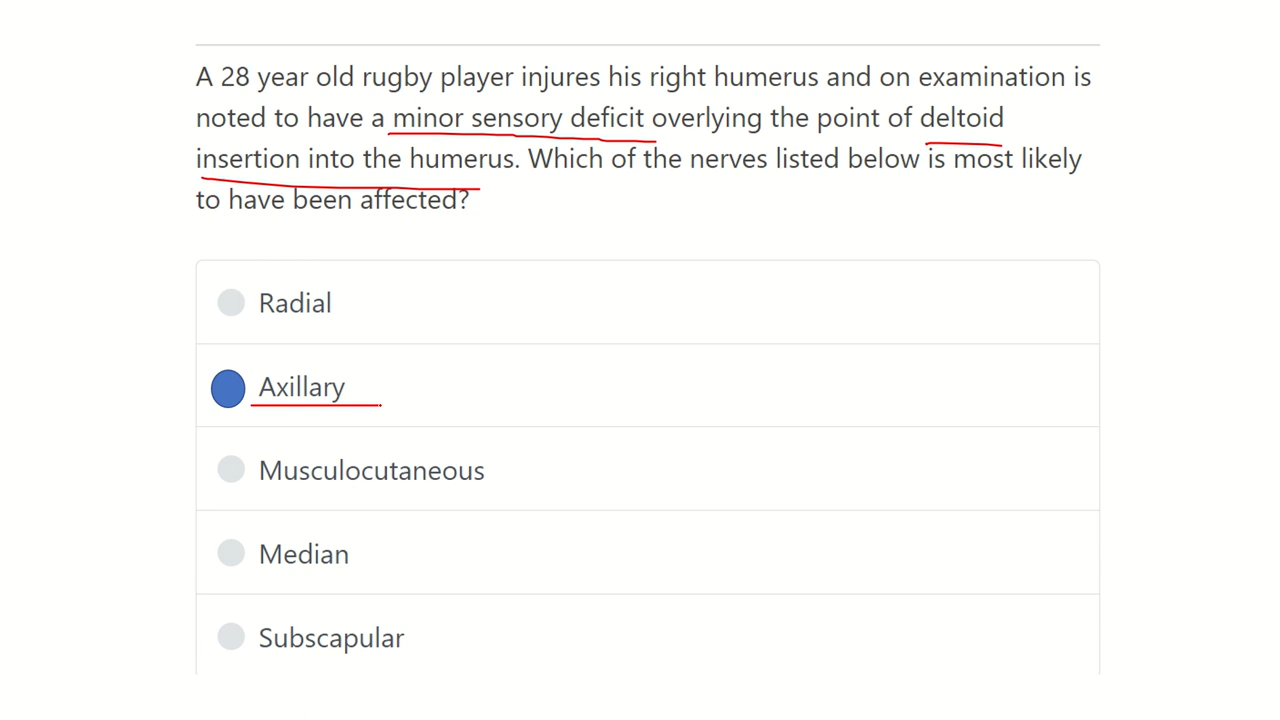 A 28 year old rugby player injures his right humerus and on examination is
noted to have a minor sensory deficit overlying the point of deltoid
insertion into the humerus. Which of the nerves listed below is most likely
to have been affected?
Radial
Axillary
Musculocutaneous
Median
Subscapular